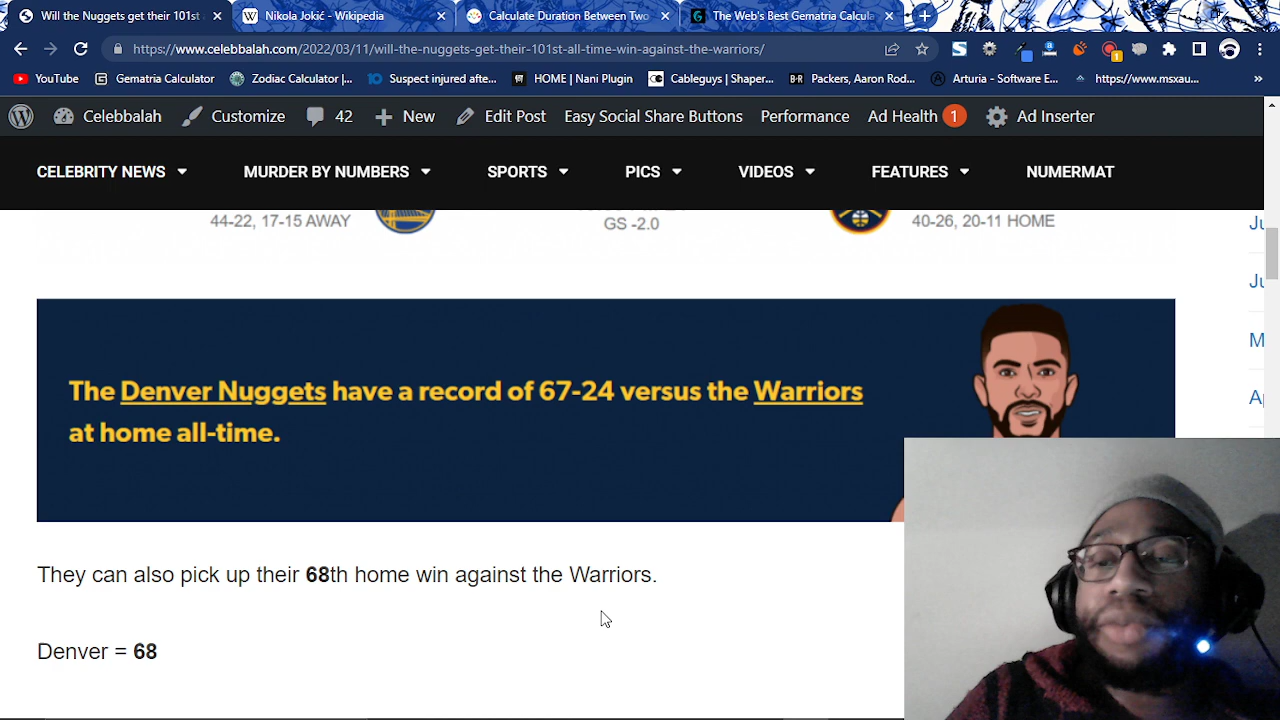 Will the Nuggets get their 101st
Nikola Jokić - Wikipedia
Calculate Duration Between Two
The Web's Best Gematria Calcula
https://www.celebbalah.com/2022/03/11/will-the-nuggets-get-their-101st-all-time-win-against-the-warriors/
YouTube
Gematria Calculator
Zodiac Calculator |...
Suspect injured afte...
HOME | Nani Plugin
Cableguys | Shaper...
Packers, Aaron Rod...
Arturia - Software E...
https://www.msxau...
Celebbalah
Customize
42
New
Edit Post
Easy Social Share Buttons
Performance
Ad Health 1
Ad Inserter
CELEBRITY NEWS
MURDER BY NUMBERS
SPORTS
PICS
VIDEOS
FEATURES
NUMERMAT
44-22, 17-15 AWAY
GS -2.0
40-26, 20-11 HOME
The Denver Nuggets have a record of 67-24 versus the Warriors
at home all-time.
They can also pick up their 68th home win against the Warriors.
Denver = 68